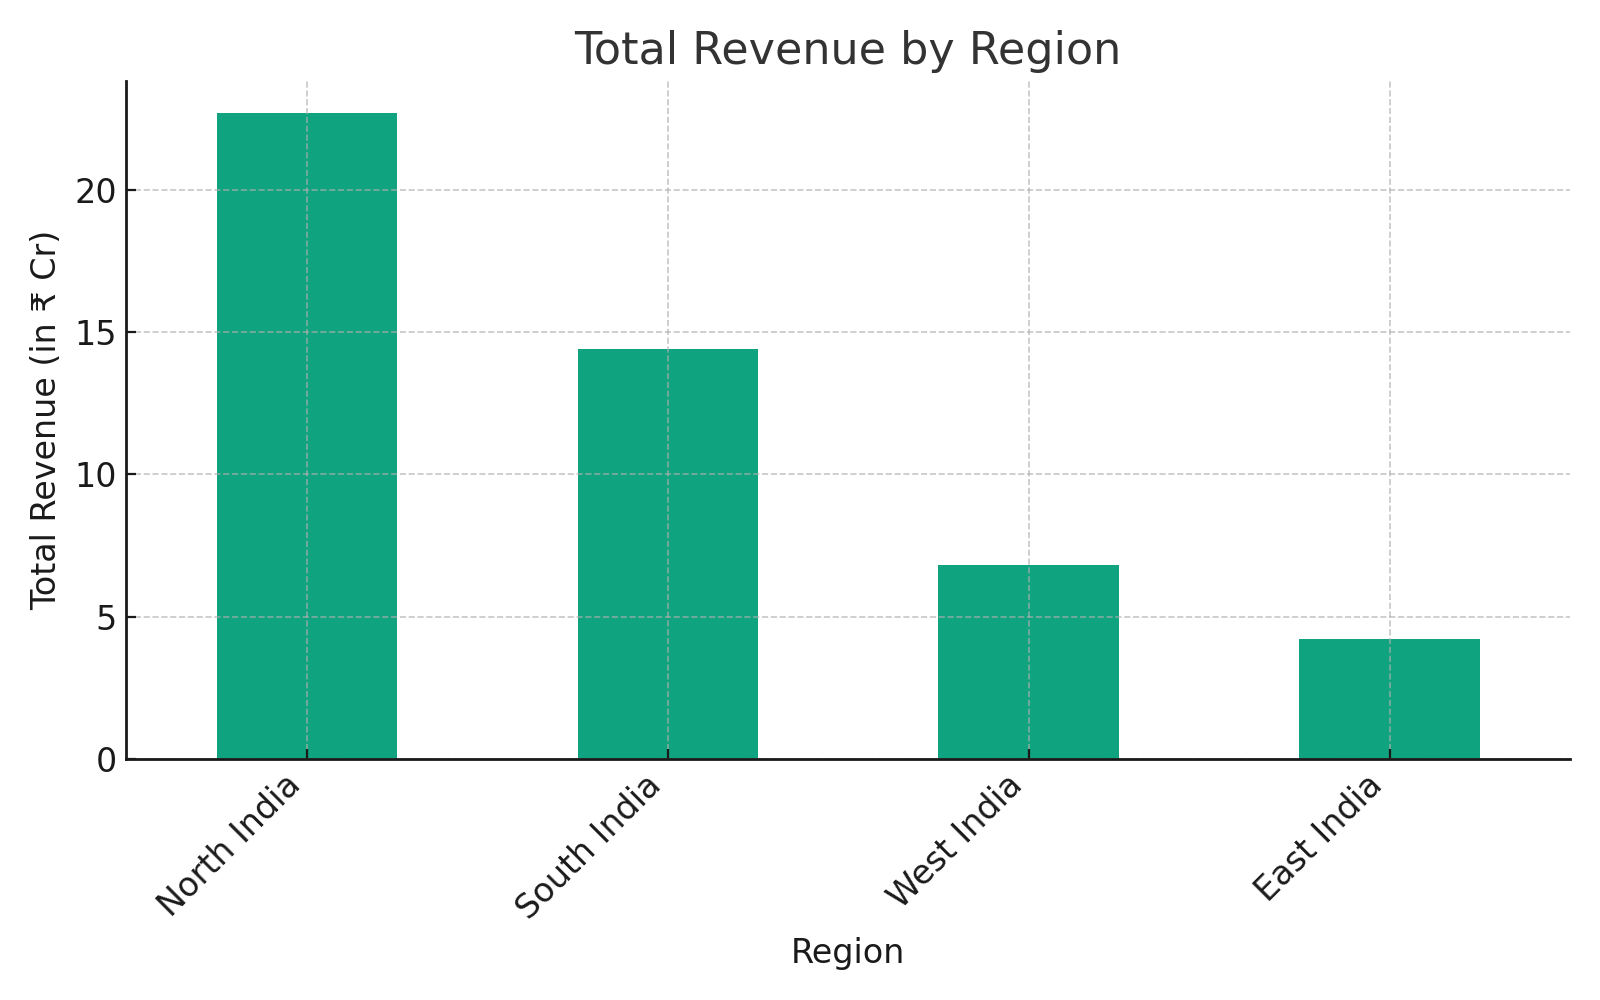 Total Revenue by Region
Total Revenue (in ₹ Cr)
20
15
10
5
0
North India
South India
West India
East India
Region